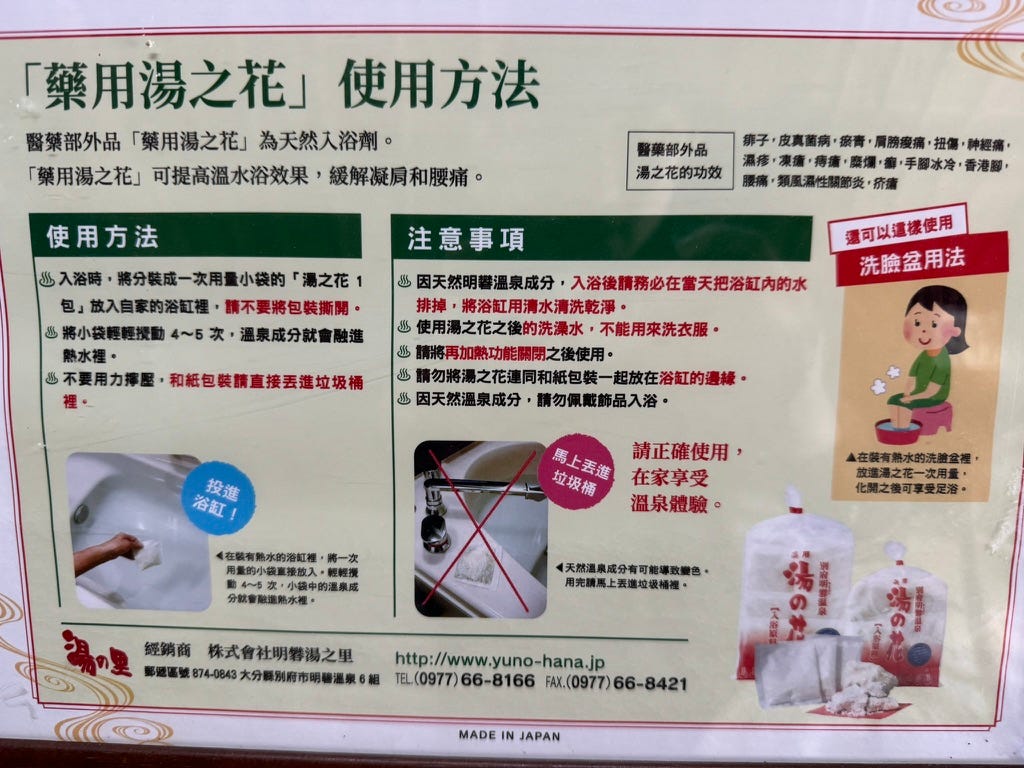 「藥用湯之花」使用方法
醫藥部外品「藥用湯之花」為天然入浴劑。
「藥用湯之花」可提高溫水浴效果，緩解凝肩和腰痛。
醫藥部外品
湯之花的功效
痱子，皮真菌病，瘀青，肩膀痠痛，扭傷，神經痛，
濕疹，凍瘡，痔瘡，糜爛，癬，手腳冰冷，香港腳，
腰痛，類風濕性關節炎，疥瘡
使用方法
入浴時，將分裝成一次用量小袋的「湯之花 1
包」放入自家的浴缸裡，請不要將包裝撕開。
將小袋輕輕攪動 4～5 次，溫泉成分就會融進
熱水裡。
不要用力擰壓，和紙包裝請直接丟進垃圾桶
裡。
投進
浴缸！
◀在裝有熱水的浴缸裡，將一次
用量的小袋直接放入。輕輕攪
動 4～5 次，小袋中的溫泉成
分就會融進熱水裡。
注意事項
因天然明礬溫泉成分，入浴後請務必在當天把浴缸內的水
排掉，將浴缸用清水清洗乾淨。
使用湯之花之後的洗澡水，不能用來洗衣服。
請將再加熱功能關閉之後使用。
請勿將湯之花連同和紙包裝一起放在浴缸的邊緣。
因天然溫泉成分，請勿佩戴飾品入浴。
馬上丟進
垃圾桶
請正確使用，
在家享受
溫泉體驗。
◀天然溫泉成分有可能導致變色。
用完請馬上丟進垃圾桶裡。
還可以這樣使用
洗臉盆用法
▲在裝有熱水的洗臉盆裡，
放進湯之花一次用量，
化開之後可享受足浴。
別府明礬温泉
薬用
湯の花
【入浴
別府明礬温泉
湯の花
【入浴
湯の里
經銷商 株式會社明礬湯之里
郵遞區號 874-0843 大分縣別府市明礬溫泉 6 組
http://www.yuno-hana.jp
TEL.(0977)66-8166 FAX.(0977)66-8421
MADE IN JAPAN